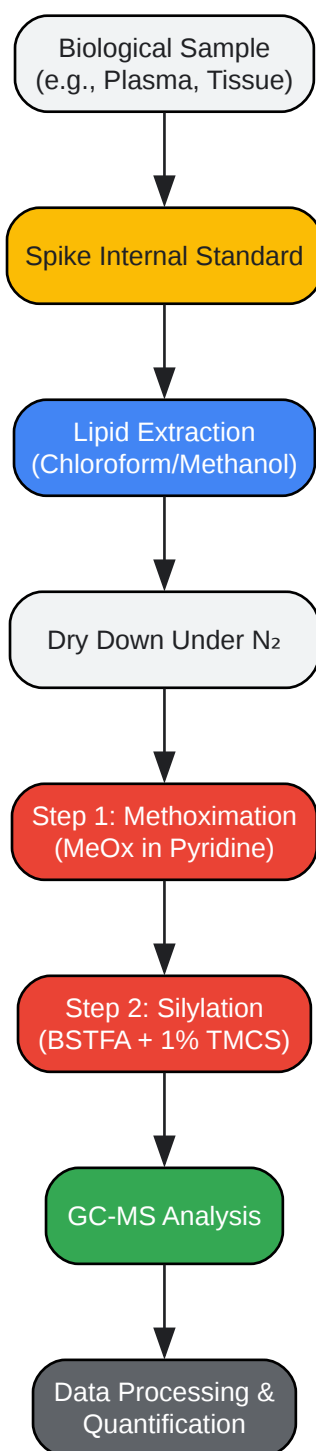 Biological Sample
(e.g., Plasma, Tissue)
Spike Internal Standard
Lipid Extraction
(Chloroform/Methanol)
Dry Down Under N₂
Step 1: Methoximation
(MeOx in Pyridine)
Step 2: Silylation
(BSTFA + 1% TMCS)
GC-MS Analysis
Data Processing &
Quantification